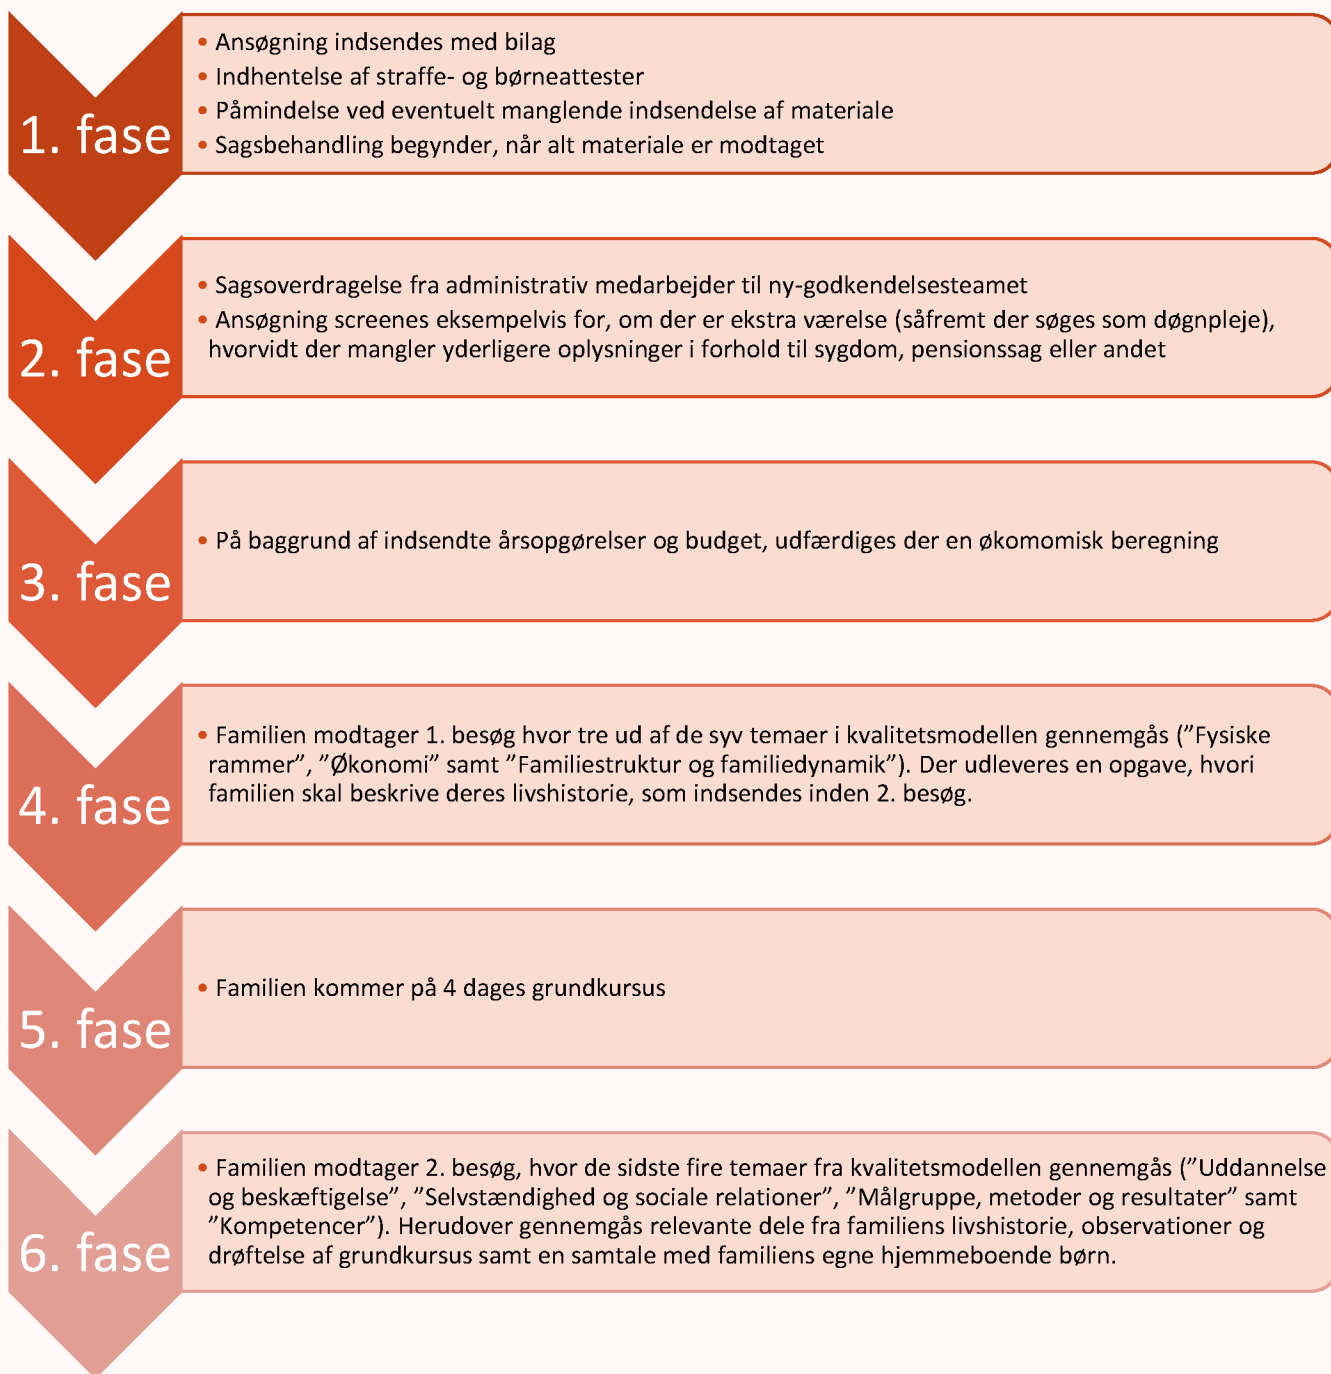 1. fase
• Ansøgning indsendes med bilag
• Indhentelse af straffe- og børneattester
• Påmindelse ved eventuelt manglende indsendelse af materiale
• Sagsbehandling begynder, når alt materiale er modtaget
2. fase
• Sagsoverdragelse fra administrativ medarbejder til ny-godkendelsesteamet
• Ansøgning screenes eksempelvis for, om der er ekstra værelse (såfremt der søges som døgnpleje),
hvorvidt der mangler yderligere oplysninger i forhold til sygdom, pensionssag eller andet
3. fase
• På baggrund af indsendte årsopgørelser og budget, udfærdiges der en økomomisk beregning
4. fase
• Familien modtager 1. besøg hvor tre ud af de syv temaer i kvalitetsmodellen gennemgås (”Fysiske
rammer”, ”Økonomi” samt ”Familiestruktur og familiedynamik”). Der udleveres en opgave, hvori
familien skal beskrive deres livshistorie, som indsendes inden 2. besøg.
5. fase
• Familien kommer på 4 dages grundkursus
6. fase
• Familien modtager 2. besøg, hvor de sidste fire temaer fra kvalitetsmodellen gennemgås (”Uddannelse
og beskæftigelse”, ”Selvstændighed og sociale relationer”, ”Målgruppe, metoder og resultater” samt
”Kompetencer”). Herudover gennemgås relevante dele fra familiens livshistorie, observationer og
drøftelse af grundkursus samt en samtale med familiens egne hjemmeboende børn.